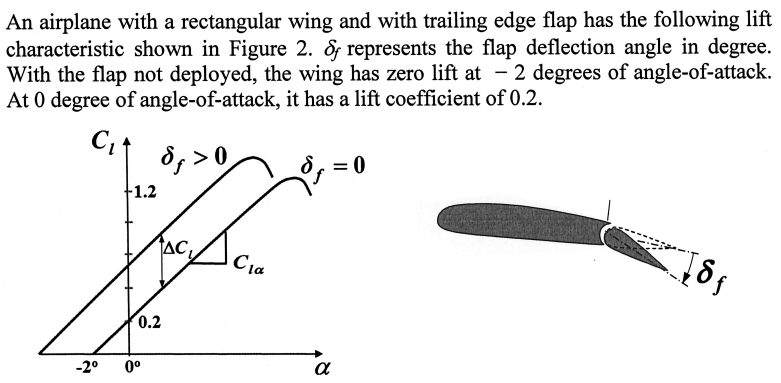 An airplane with a rectangular wing and with trailing edge flap has the following lift
characteristic shown in Figure 2. δf represents the flap deflection angle in degree.
With the flap not deployed, the wing has zero lift at − 2 degrees of angle-of-attack.
At 0 degree of angle-of-attack, it has a lift coefficient of 0.2.
Cl
δf > 0
δf = 0
1.2
ΔCl
Clα
δf
0.2
-2° 0° α